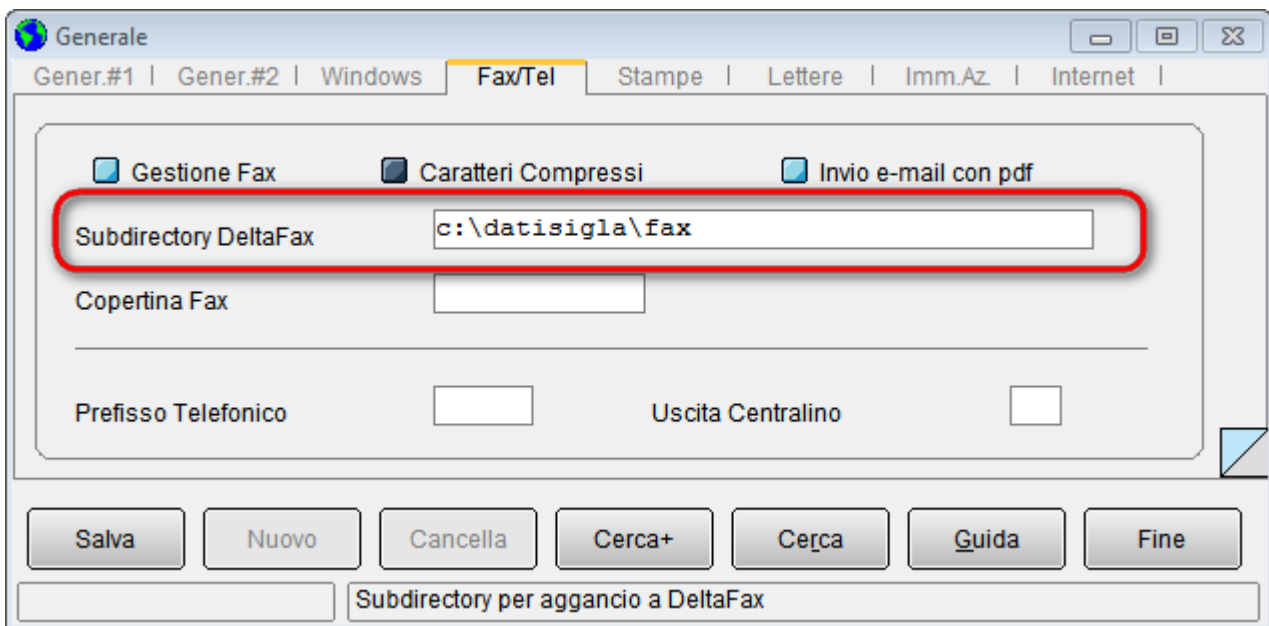 Generale
Gener.#1 | Gener.#2 | Windows Fax/Tel Stampe | Lettere | Imm.Az. | Internet |
Gestione Fax Caratteri Compressi Invio e-mail con pdf
Subdirectory DeltaFax c:\datisigla\fax
Copertina Fax
Prefisso Telefonico Uscita Centralino
Salva Nuovo Cancella Cerca+ Cerca Guida Fine
Subdirectory per aggancio a DeltaFax